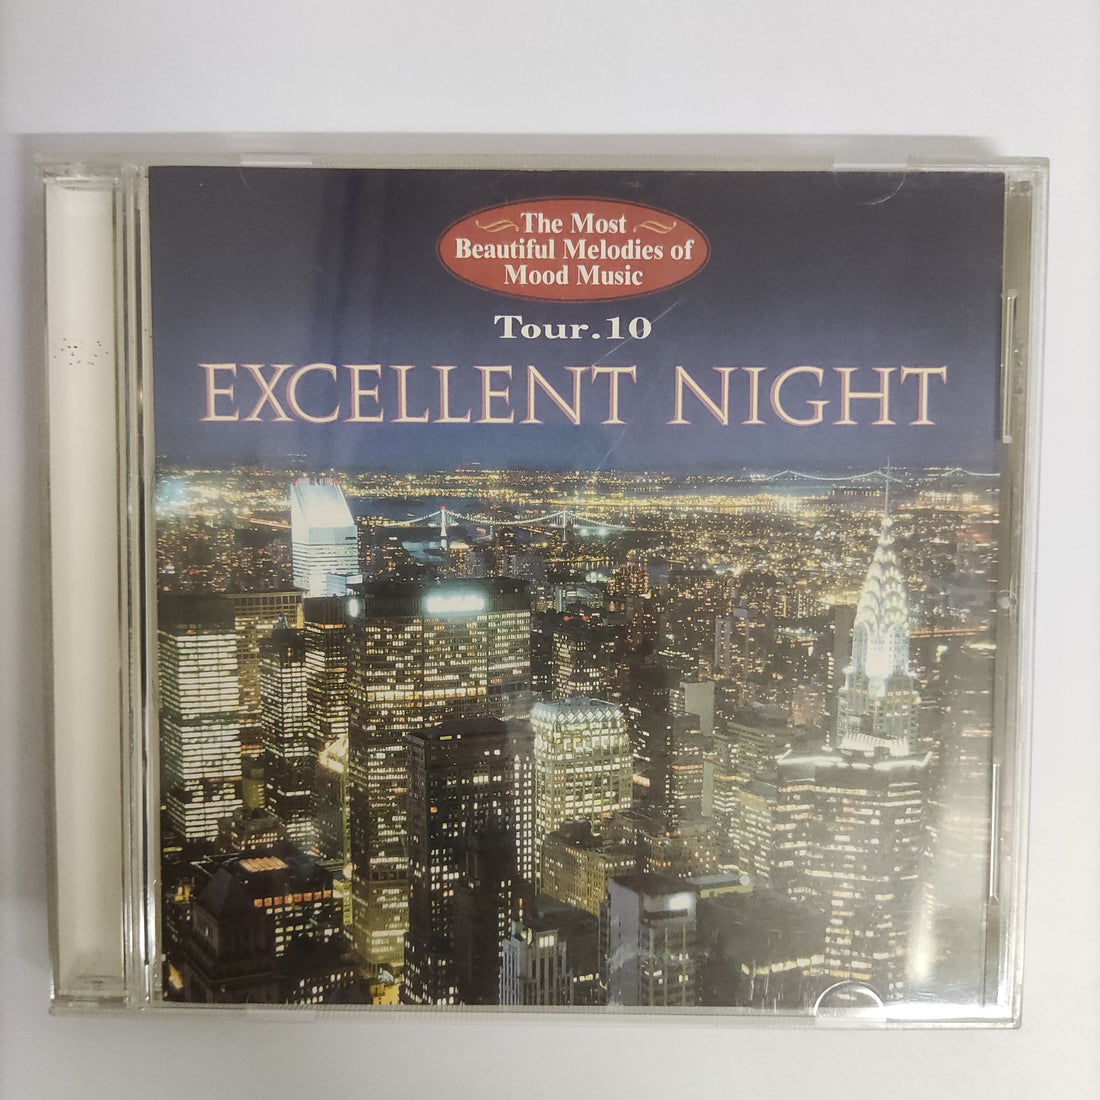 The Most
Beautiful Melodies of
Mood Music
Tour.10
EXCELLENT NIGHT